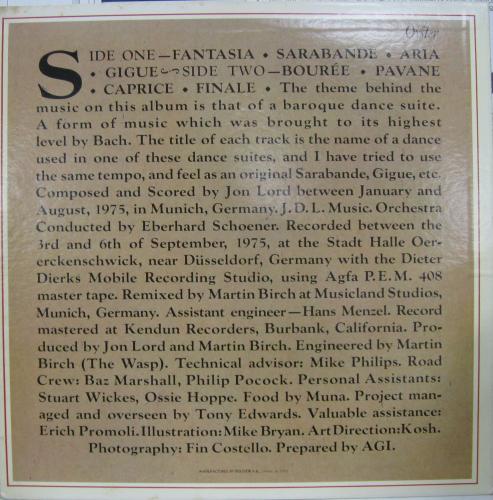 SIDE ONE—FANTASIA • SARABANDE • ARIA
• GIGUE~SIDE TWO—BOURÉE • PAVANE
• CAPRICE • FINALE • The theme behind the
music on this album is that of a baroque dance suite.
A form of music which was brought to its highest
level by Bach. The title of each track is the name of a dance
used in one of these dance suites, and I have tried to use
the same tempo, and feel as an original Sarabande, Gigue, etc.
Composed and Scored by Jon Lord between January and
August, 1975, in Munich, Germany. J.D.L. Music. Orchestra
Conducted by Eberhard Schoener. Recorded between the
3rd and 6th of September, 1975, at the Stadt Halle Oer-
erckenschwick, near Düsseldorf, Germany with the Dieter
Dierks Mobile Recording Studio, using Agfa P.E.M. 408
master tape. Remixed by Martin Birch at Musicland Studios,
Munich, Germany. Assistant engineer—Hans Menzel. Record
mastered at Kendun Recorders, Burbank, California. Pro-
duced by Jon Lord and Martin Birch. Engineered by Martin
Birch (The Wasp). Technical advisor: Mike Philips. Road
Crew: Baz Marshall, Philip Pocock. Personal Assistants:
Stuart Wickes, Ossie Hoppe. Food by Muna. Project man-
aged and overseen by Tony Edwards. Valuable assistance:
Erich Promoli. Illustration: Mike Bryan. Art Direction: Kosh.
Photography: Fin Costello. Prepared by AGI.